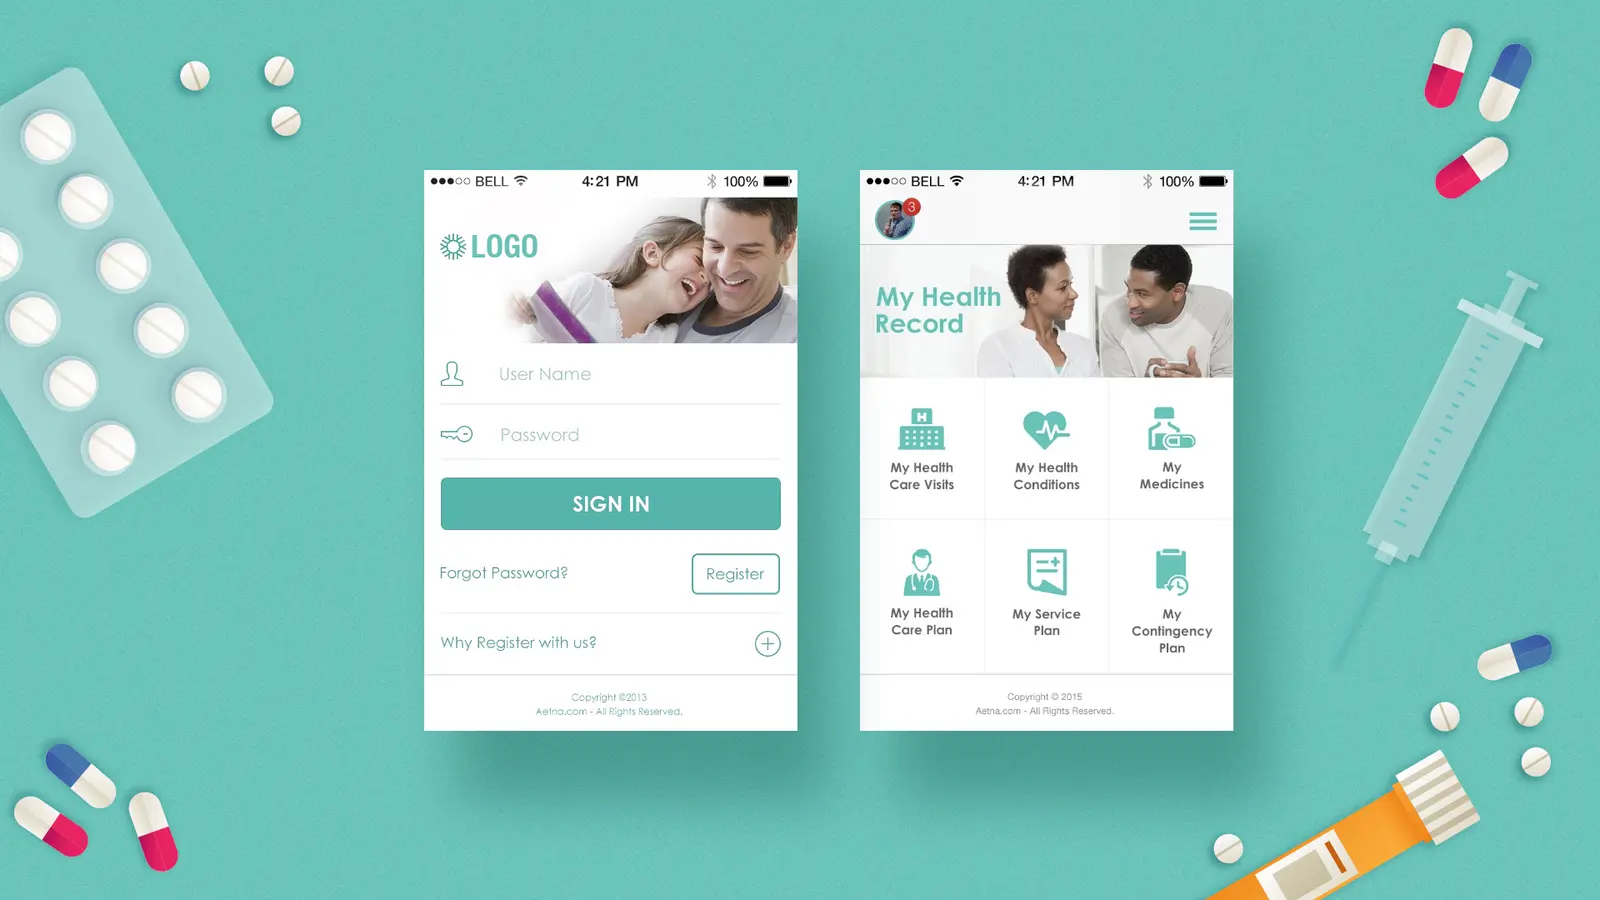 BELL
4:21 PM
100%
LOGO
User Name
Password
SIGN IN
Forgot Password?
Register
Why Register with us?
Copyright ©2013
Aetna.com - All Rights Reserved.
BELL
4:21 PM
100%
3
My Health
Record
H
My Health
Care Visits
My Health
Conditions
My
Medicines
My Health
Care Plan
My Service
Plan
My
Contingency
Plan
Copyright © 2015
Aetna.com - All Rights Reserved.